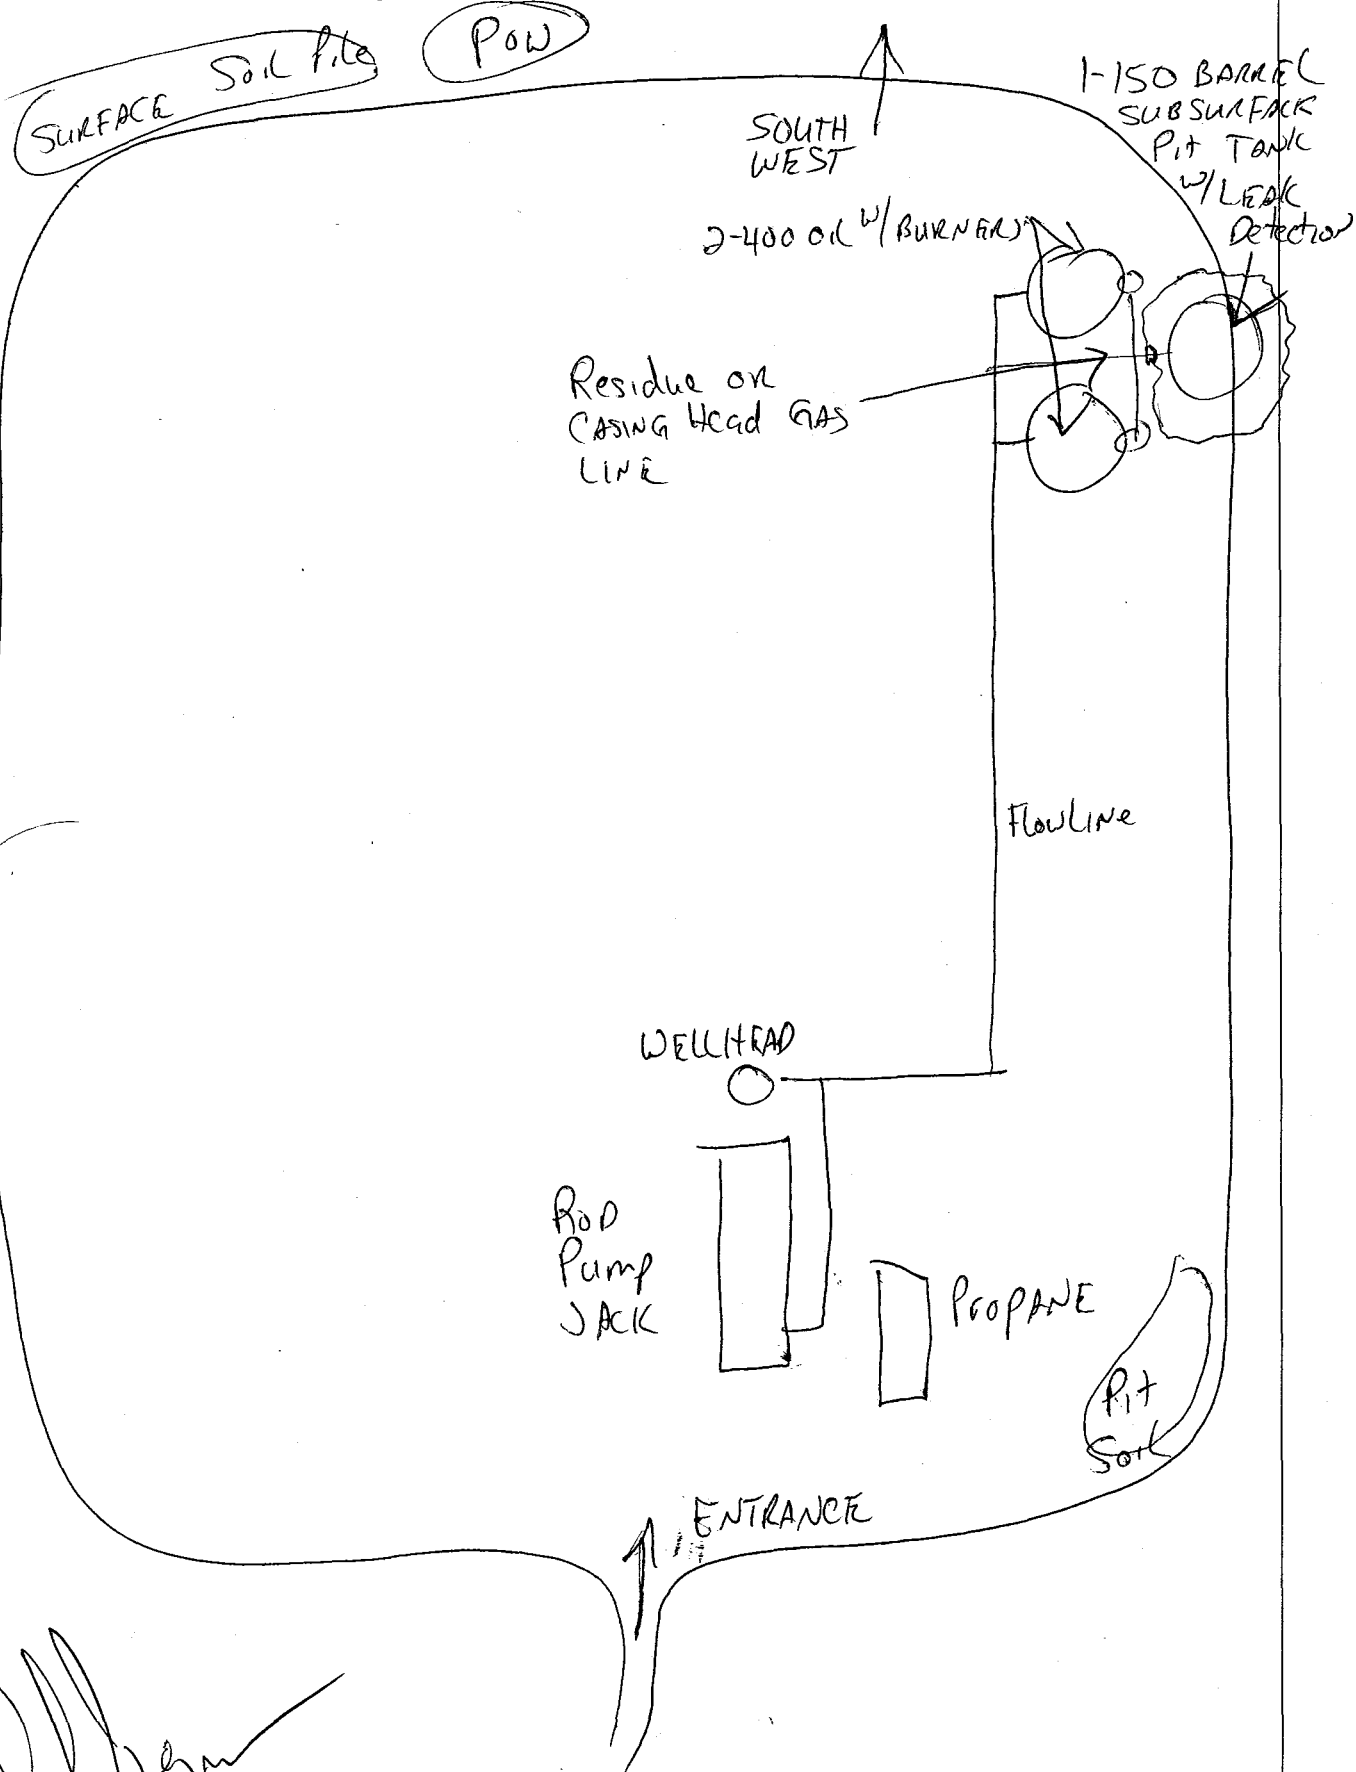 SURFACE Soil Pile
POW
SOUTH
WEST
1-150 BARREL
SUBSURFACE
Pit TANK
W/LEAK
Detection
2-400 OIL W/BURNERS
Residue OR
CASING Head GAS
LINE
FlowLINe
WELLHEAD
ROD
Pump
JACK
PROPANE
Pit
Soil
ENTRANCE